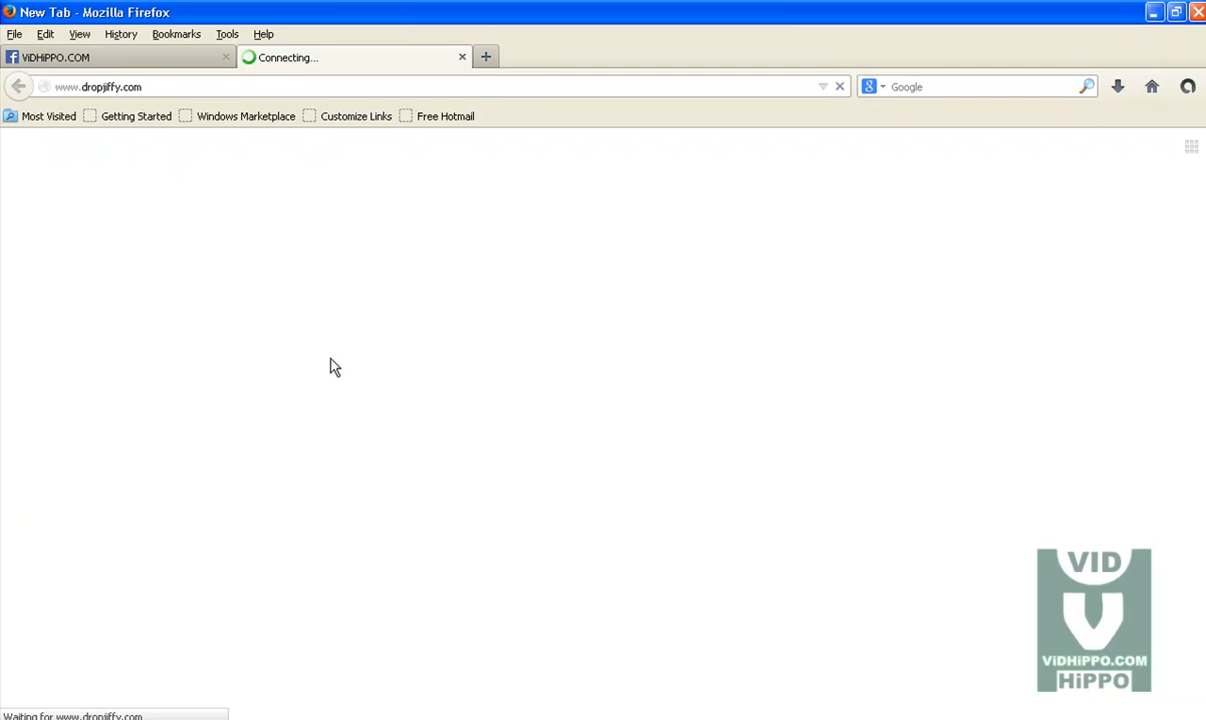 New Tab - Mozilla Firefox
File Edit View History Bookmarks Tools Help
ViDHiPPO.COM Connecting...
www.dropjiffy.com Google
Most Visited Getting Started Windows Marketplace Customize Links Free Hotmail
VID
ViDHiPPO.COM
HiPPO
Waiting for www.dropjiffy.com